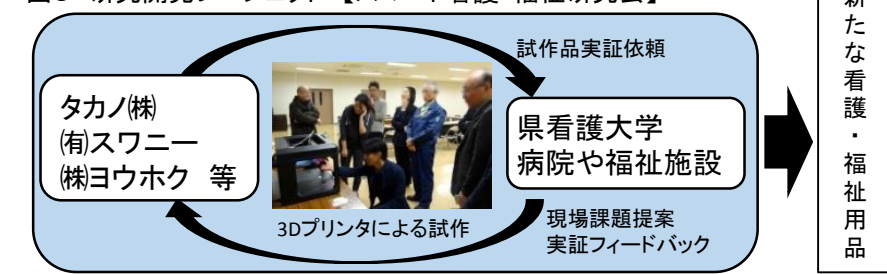 研究開発プロジェクト 【スマート看護・福祉研究会】
試作品実証依頼
タカノ㈱
㈲スワニー
㈱ヨウホク 等
県看護大学
病院や福祉施設
3Dプリンタによる試作
現場課題提案
実証フィードバック
新たな看護・福祉用品